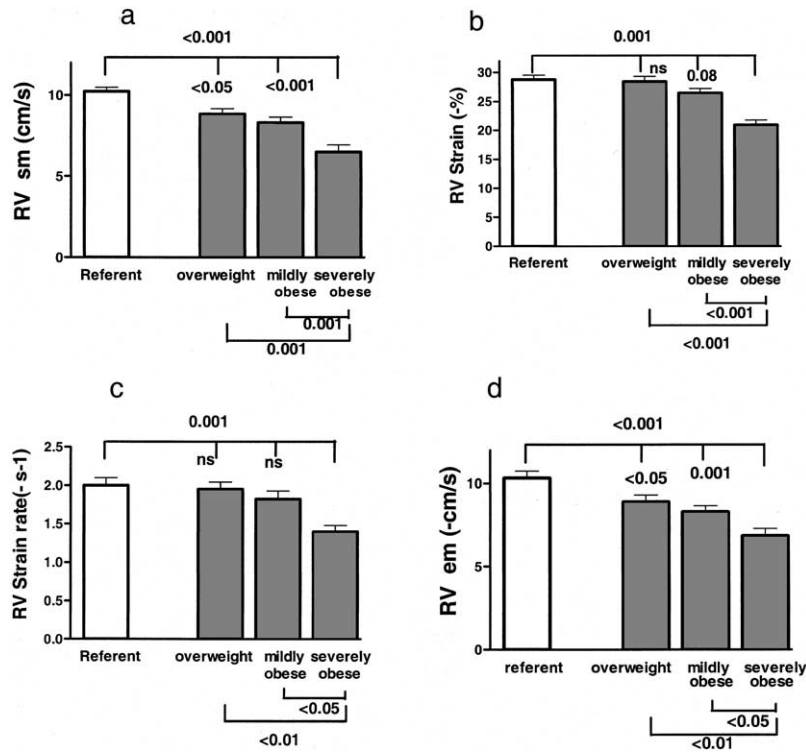 a
<0.001
<0.05 <0.001
RV sm (cm/s)
10
5
0
Referent overweight mildly obese severely obese
0.001
0.001
b
0.001
ns 0.08
RV Strain (-%)
30
25
20
15
10
5
0
Referent overweight mildly obese severely obese
<0.001
<0.001
c
0.001
ns ns
RV Strain rate(- s-1)
2.5
2.0
1.5
1.0
0.5
0.0
Referent overweight mildly obese severely obese
<0.05
<0.01
d
<0.001
<0.05 0.001
RV em (-cm/s)
10
5
0
referent overweight mildly obese severely obese
<0.05
<0.01